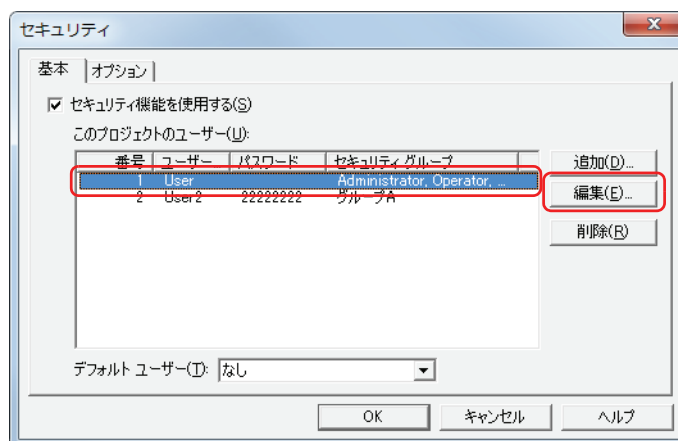 セキュリティ
基本 オプション
セキュリティ機能を使用する(S)
このプロジェクトのユーザー(U):
番号 ユーザー パスワード セキュリティ グループ
追加(D)...
1 User Administrator, Operator, ...
編集(E)...
2 User2 22222222 グループA
削除(R)
デフォルト ユーザー(T): なし
OK キャンセル ヘルプ